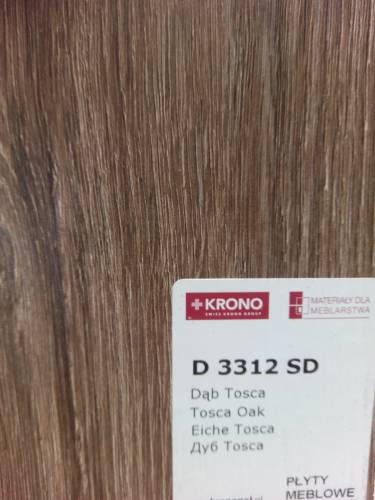 KRONO
SWISS KRONO GROUP
MATERIAŁY DLA
MEBLARSTWA
D 3312 SD
Dąb Tosca
Tosca Oak
Eiche Tosca
Дуб Tosca
PŁYTY
MEBLOWE